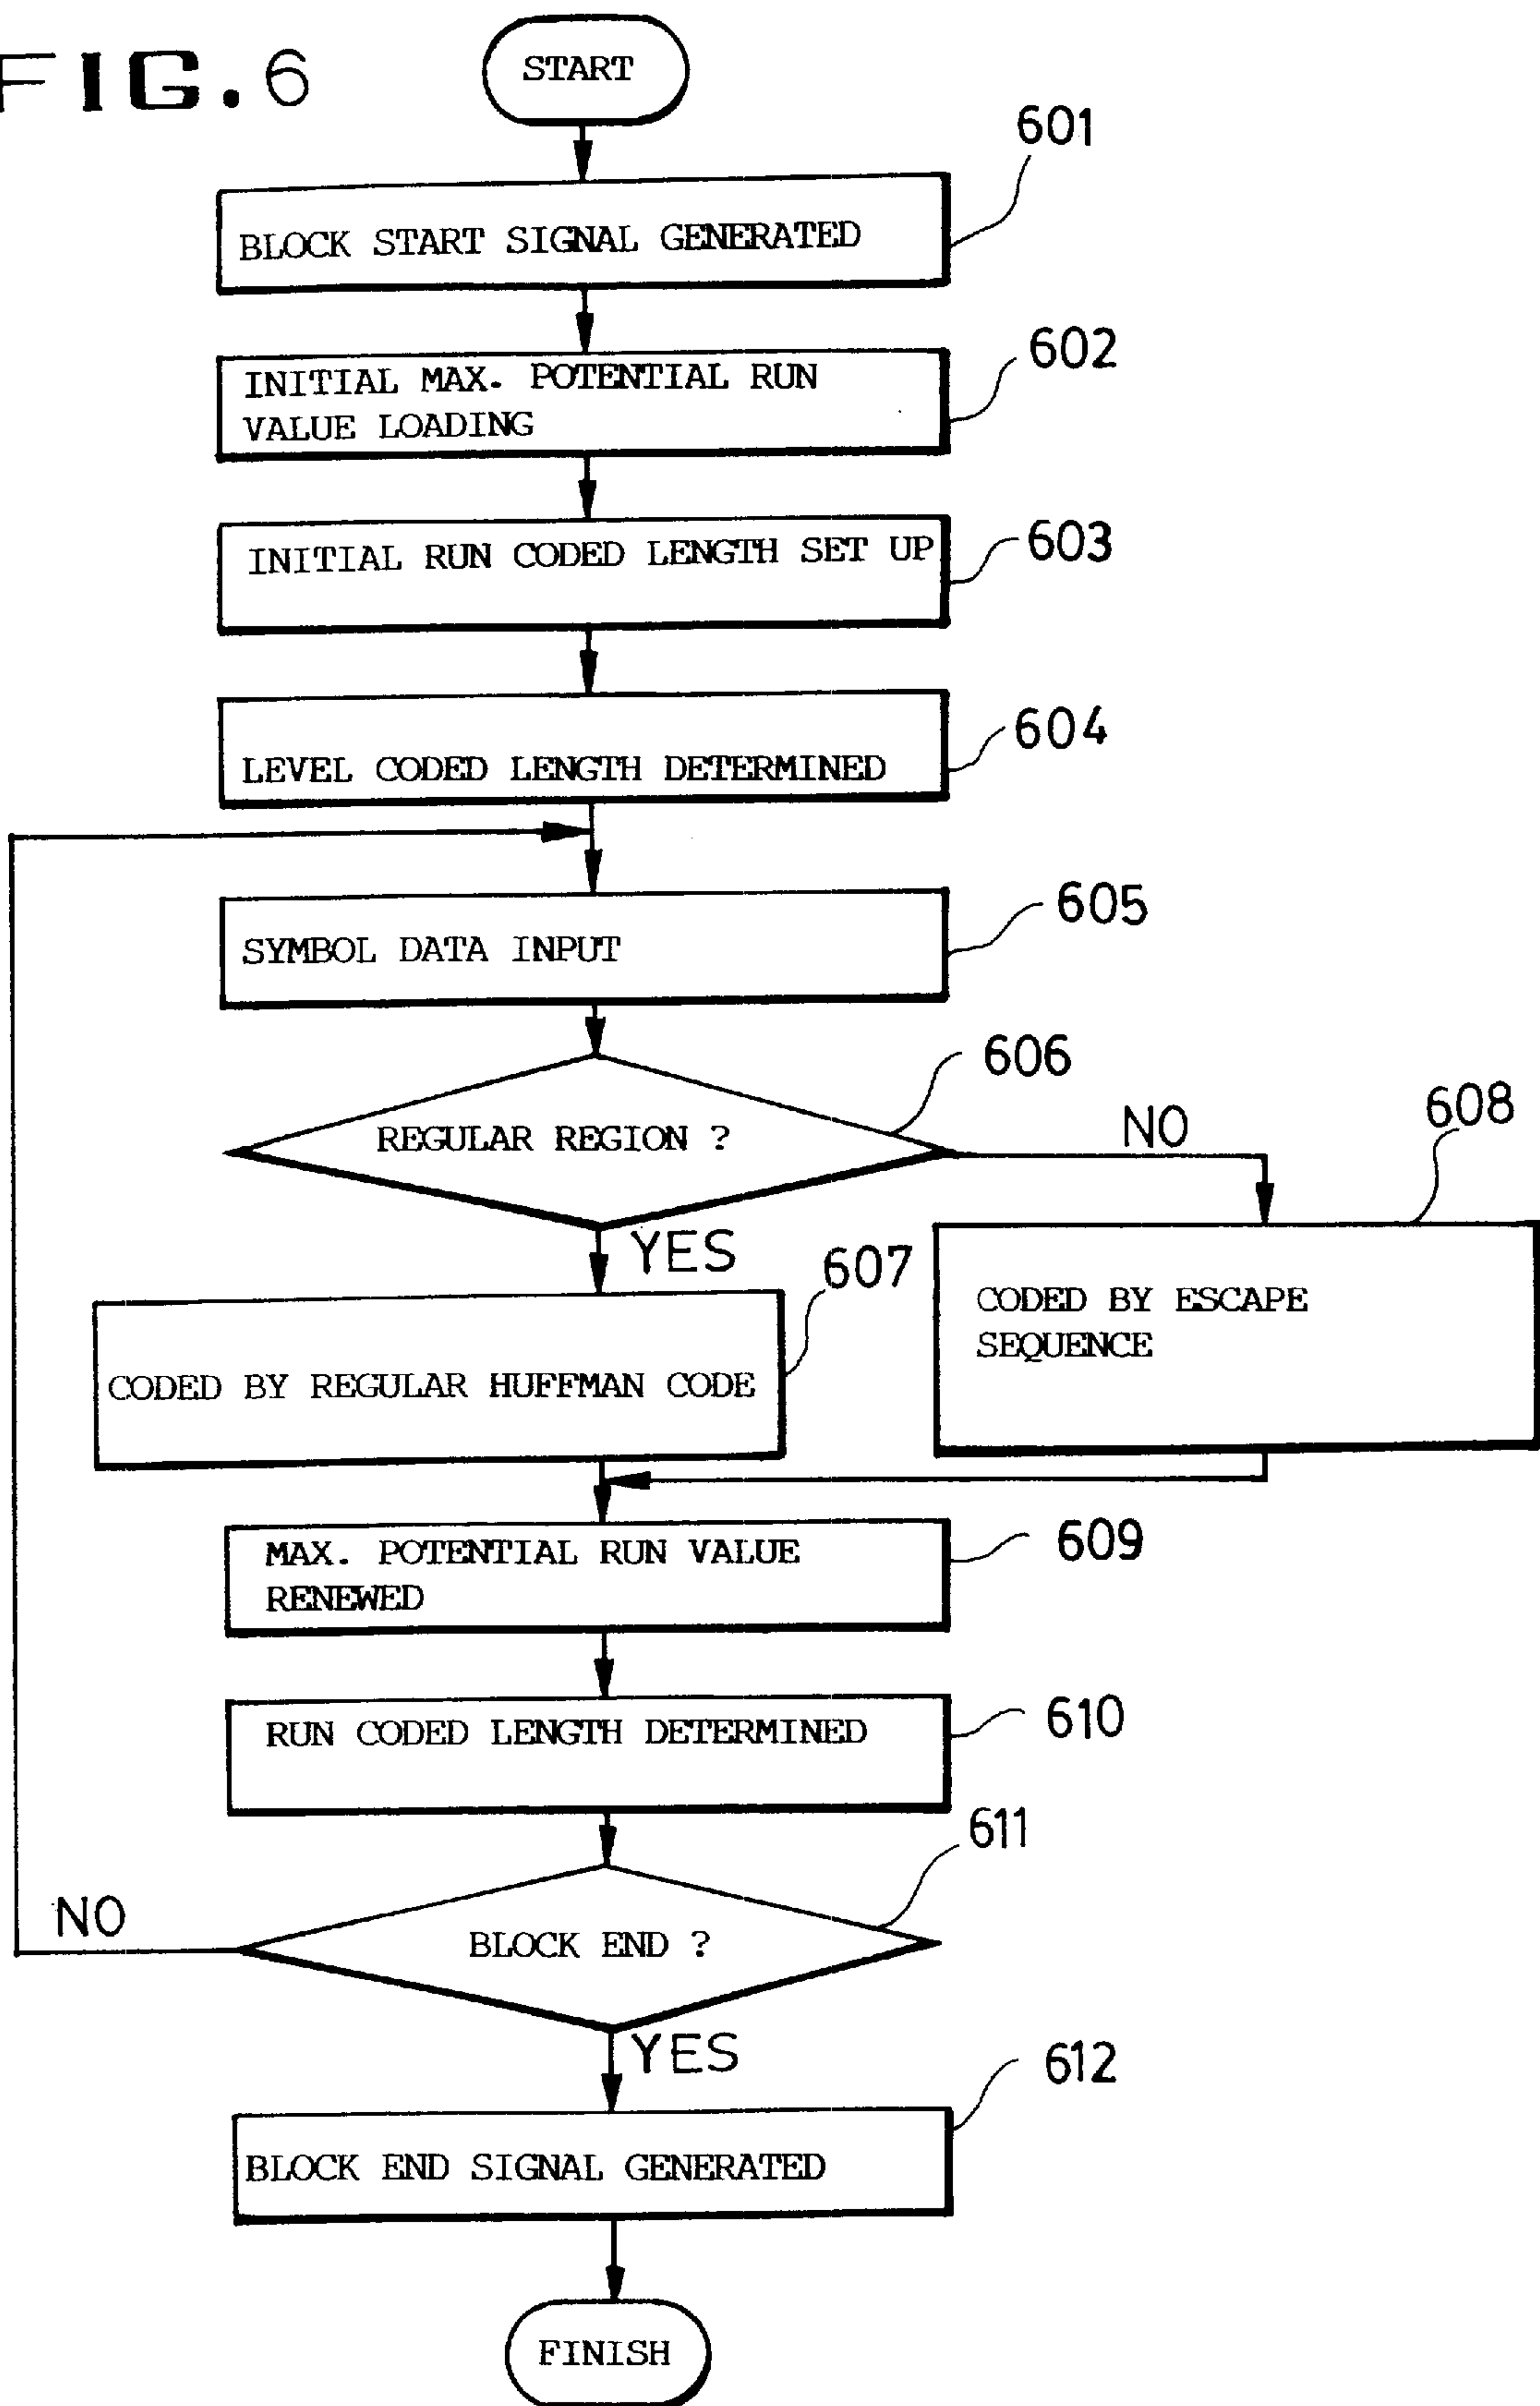 FIG.6
START
601
BLOCK START SIGNAL GENERATED
602
INITIAL MAX. POTENTIAL RUN
VALUE LOADING
603
INITIAL RUN CODED LENGTH SET UP
604
LEVEL CODED LENGTH DETERMINED
605
SYMBOL DATA INPUT
606
REGULAR REGION ?
NO
608
YES
607
CODED BY ESCAPE
SEQUENCE
CODED BY REGULAR HUFFMAN CODE
609
MAX. POTENTIAL RUN VALUE
RENEWED
610
RUN CODED LENGTH DETERMINED
611
NO
BLOCK END ?
YES
612
BLOCK END SIGNAL GENERATED
FINISH